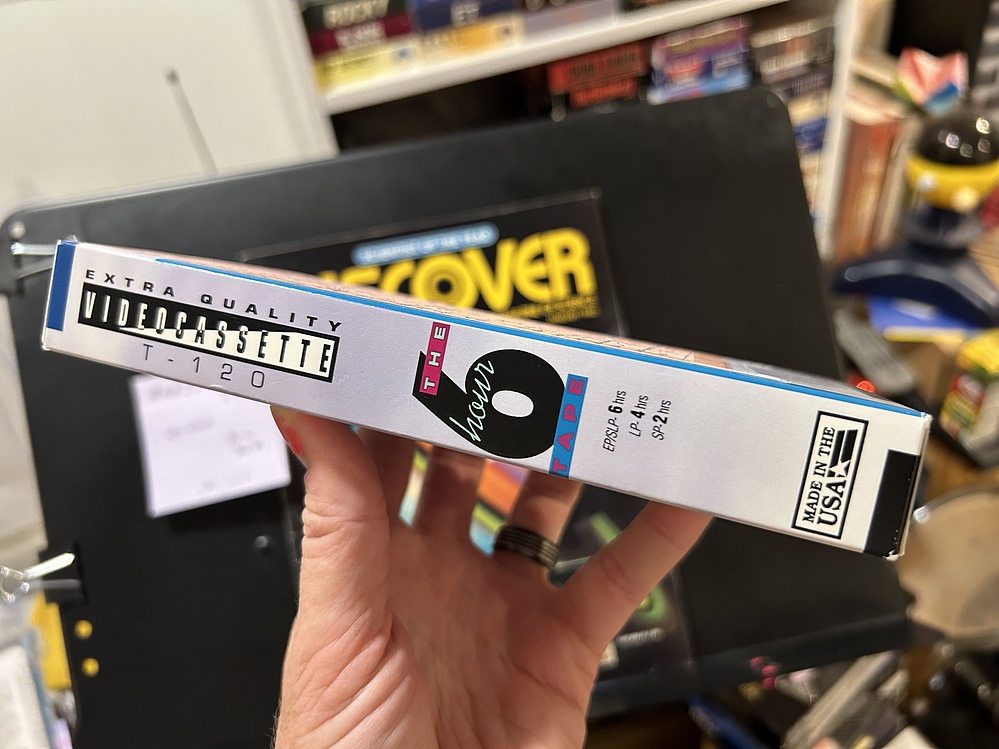 ROCKY
DISCOVER
EXTRA QUALITY
VIDEOCASSETTE
T-120
THE
6
hour
TAPE
EP/SLP- 6 hrs
LP- 4 hrs
SP- 2 hrs
MADE IN THE
USA